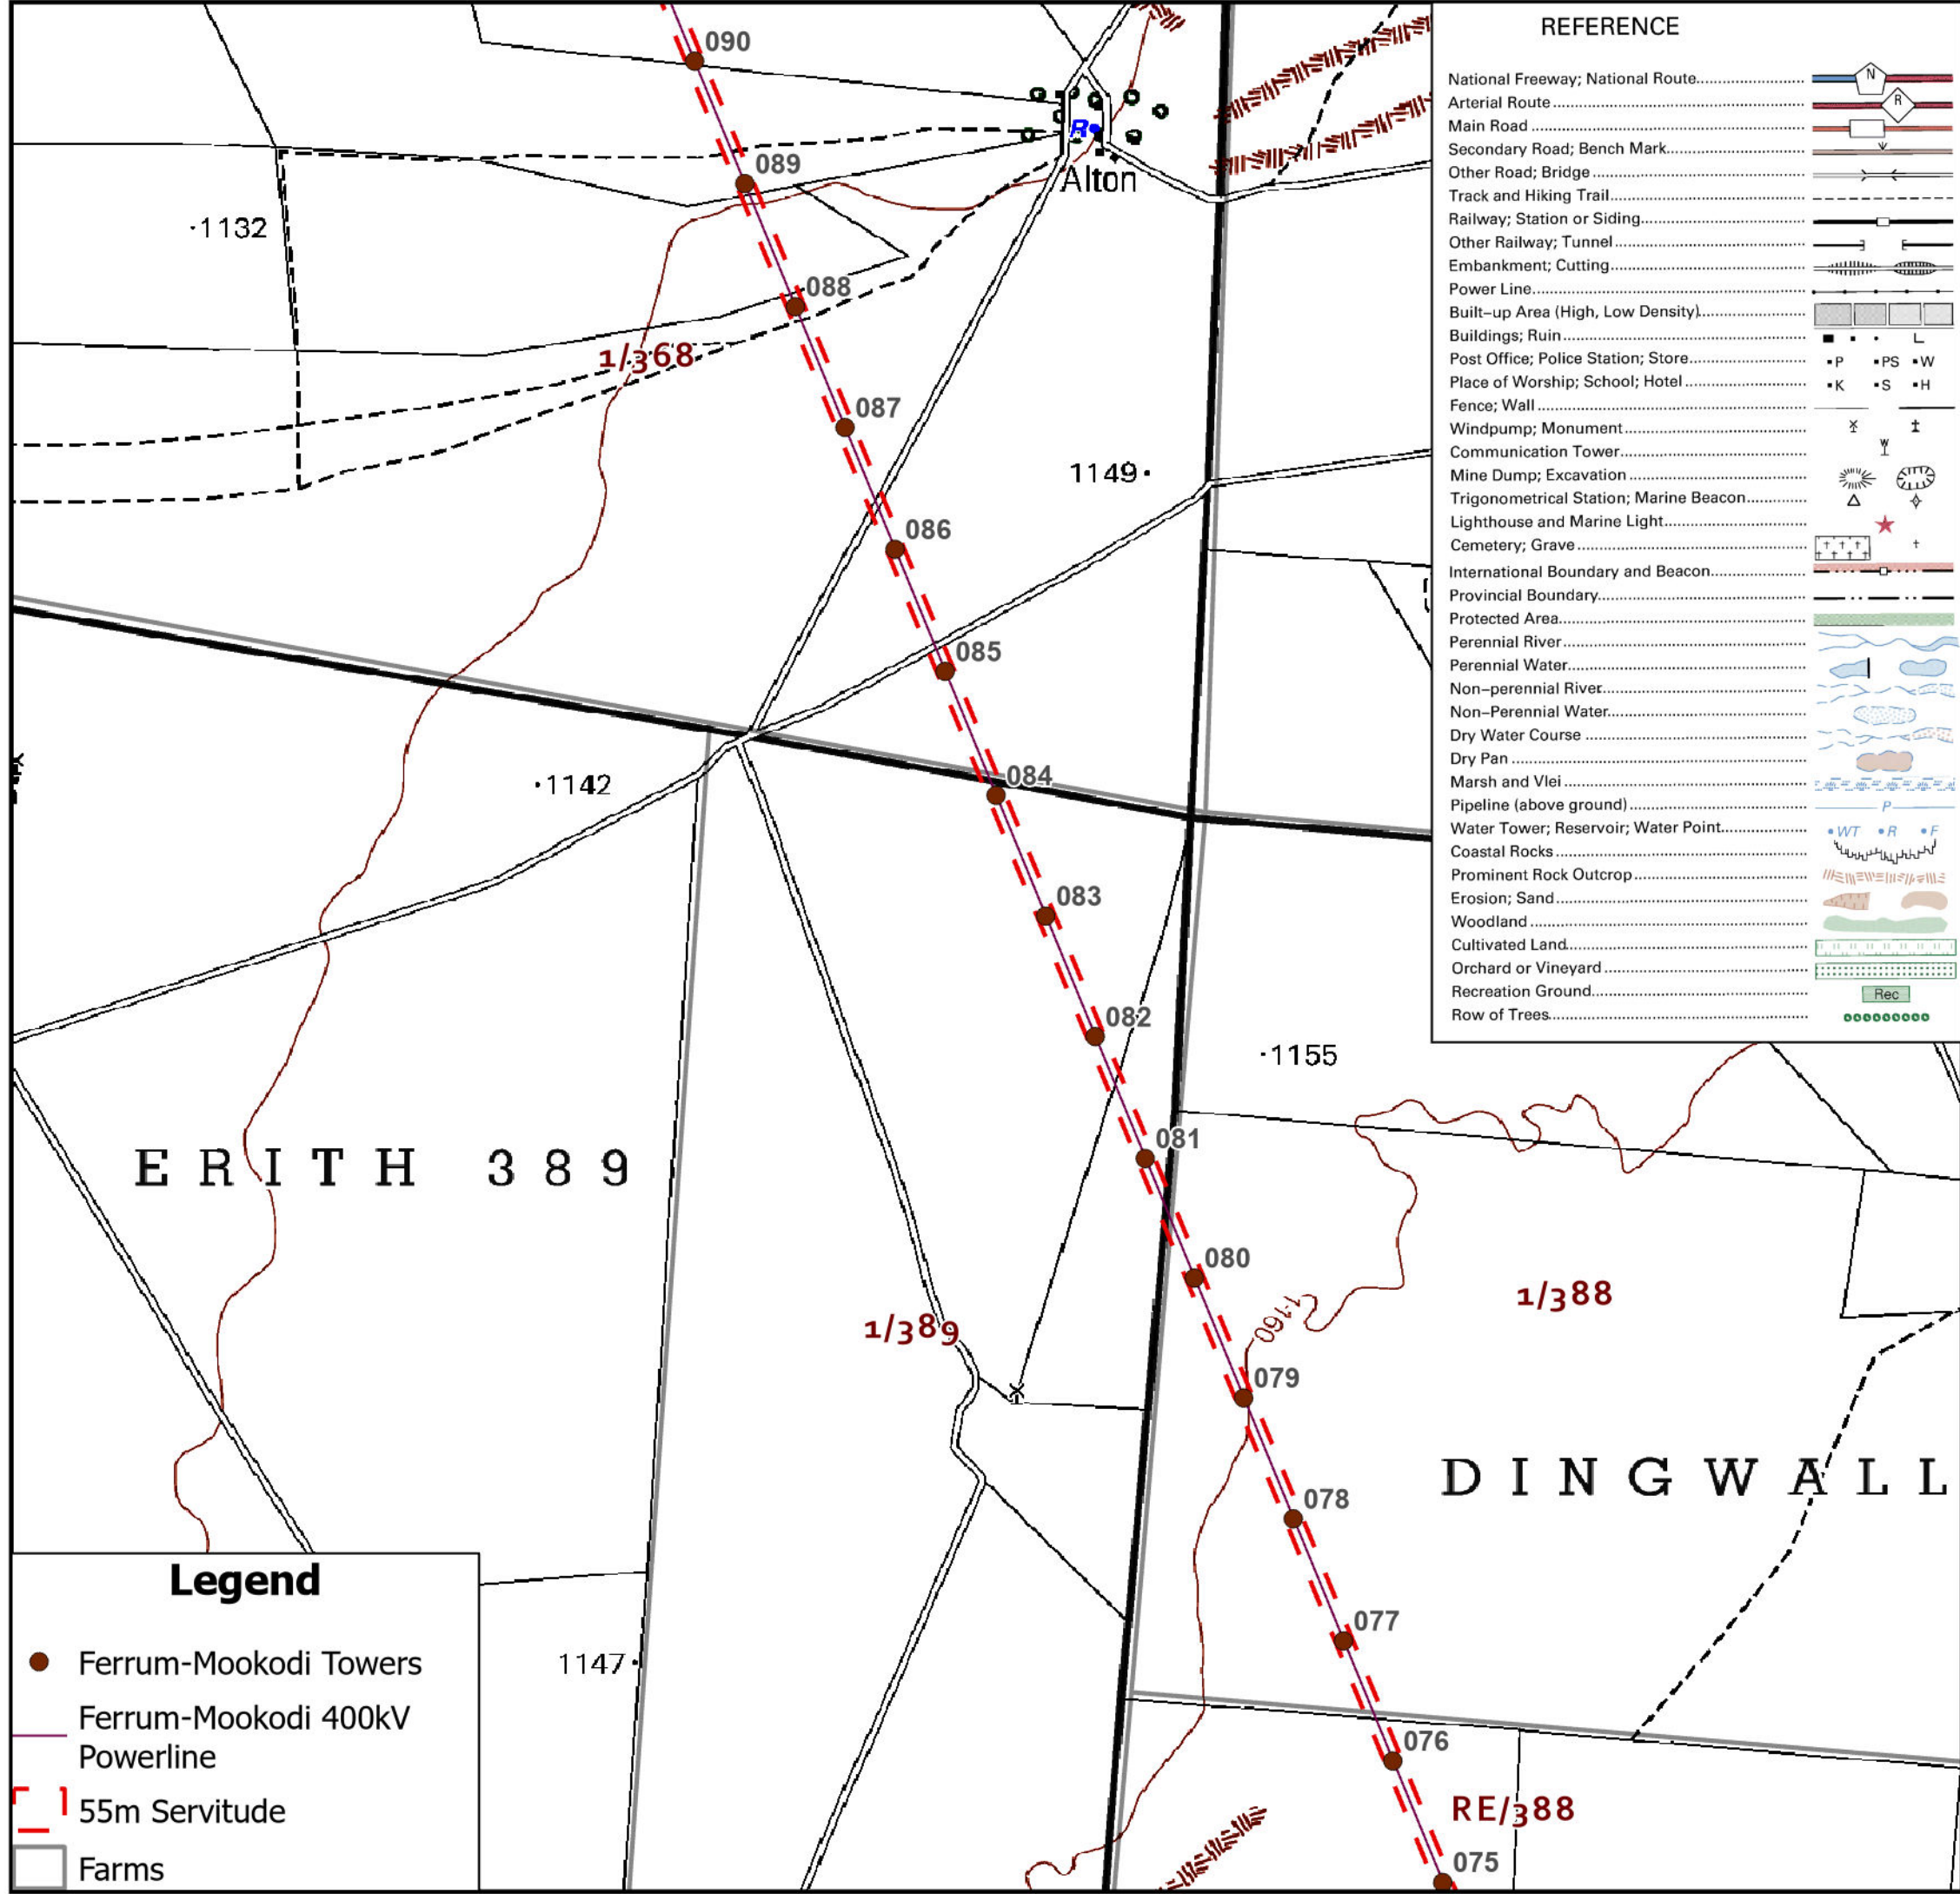 090
089
088
087
086
085
084
083
082
081
080
079
078
077
076
075
R
Alton
·1132
1/368
1149·
·1142
·1155
ERITH 389
1/389
1/388
1160
DINGWALL
1147·
RE/388
REFERENCE
National Freeway; National Route
N
Arterial Route
R
Main Road
Secondary Road; Bench Mark
Other Road; Bridge
Track and Hiking Trail
Railway; Station or Siding
Other Railway; Tunnel
Embankment; Cutting
Power Line
Built–up Area (High, Low Density)
Buildings; Ruin
Post Office; Police Station; Store
P PS W
Place of Worship; School; Hotel
K S H
Fence; Wall
Windpump; Monument
Communication Tower
Mine Dump; Excavation
Trigonometrical Station; Marine Beacon
Lighthouse and Marine Light
Cemetery; Grave
International Boundary and Beacon
Provincial Boundary
Protected Area
Perennial River
Perennial Water
Non–perennial River
Non–Perennial Water
Dry Water Course
Dry Pan
Marsh and Vlei
Pipeline (above ground)
P
Water Tower; Reservoir; Water Point
WT R F
Coastal Rocks
Prominent Rock Outcrop
Erosion; Sand
Woodland
Cultivated Land
Orchard or Vineyard
Recreation Ground
Rec
Row of Trees
Legend
Ferrum-Mookodi Towers
Ferrum-Mookodi 400kV
Powerline
55m Servitude
Farms